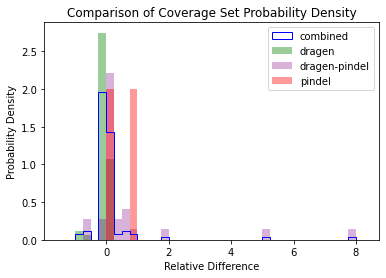 Comparison of Coverage Set Probability Density
combined
dragen
dragen-pindel
pindel
Probability Density
2.5
2.0
1.5
1.0
0.5
0.0
0 2 4 6 8
Relative Difference